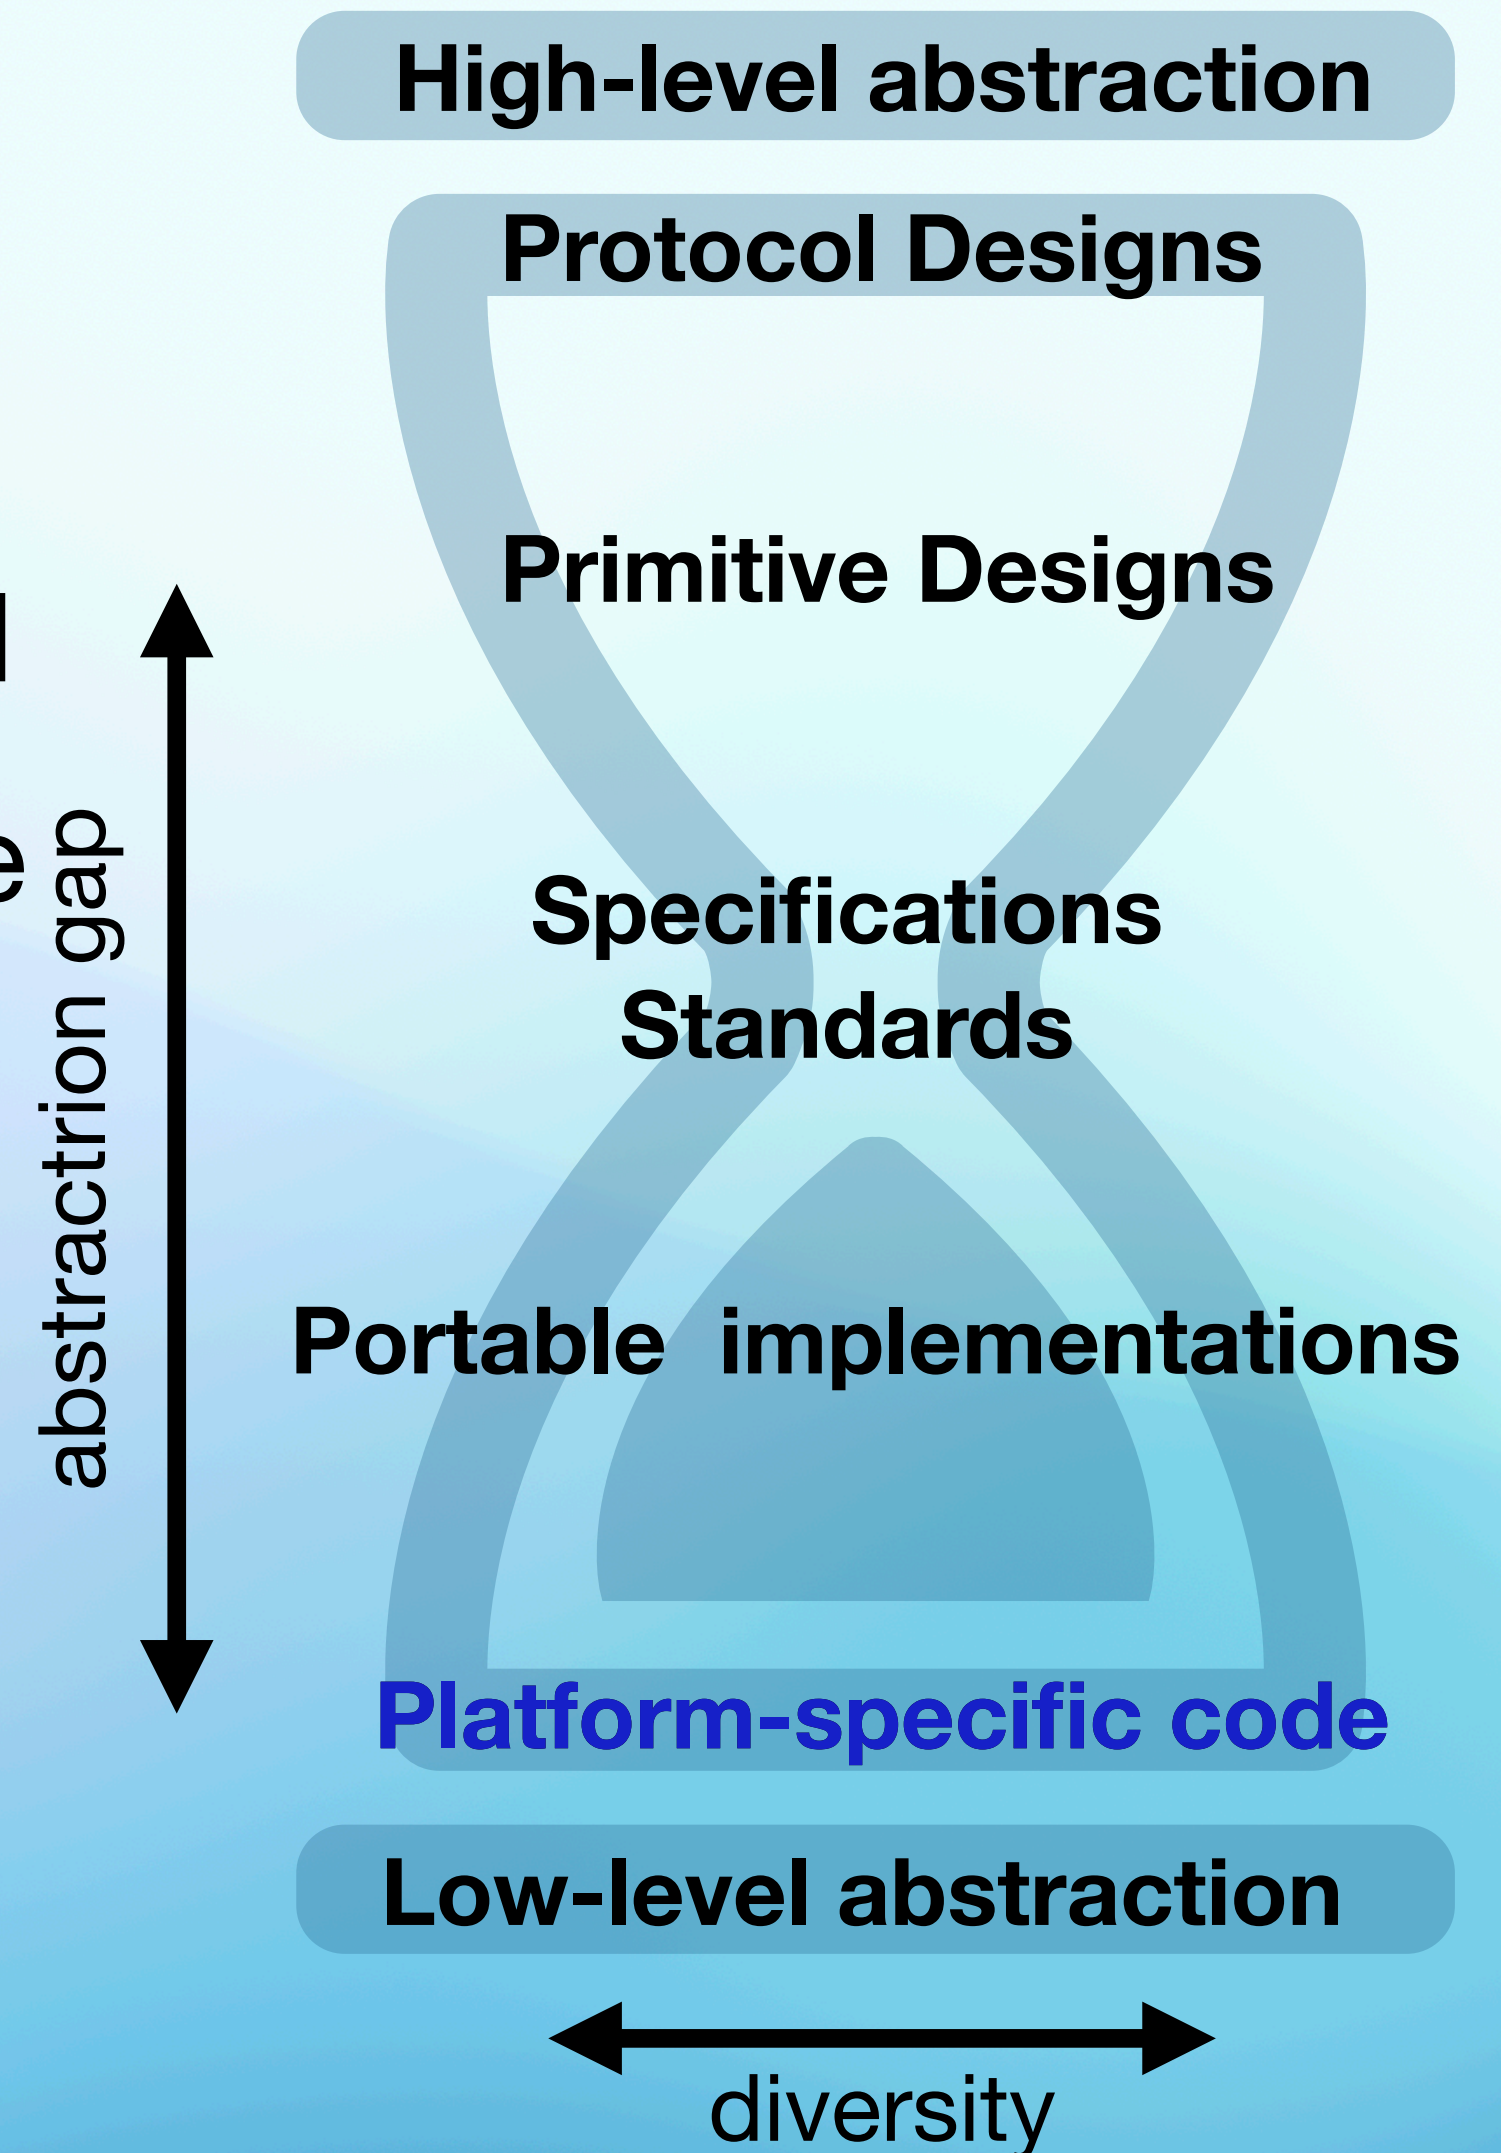 High-level abstraction
Protocol Designs
Primitive Designs
Specifications
Standards
Portable implementations
Platform-specific code
Low-level abstraction
abstractrion gap
diversity